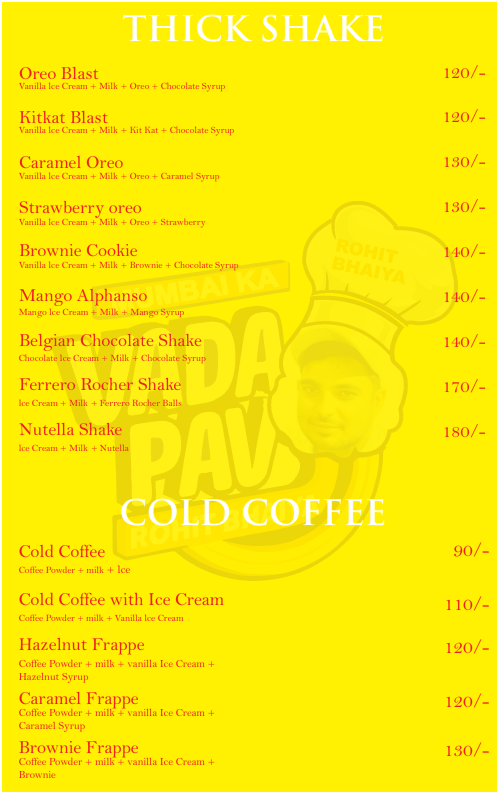 THICK SHAKE
Oreo Blast 120/-
Vanilla Ice Cream + Milk + Oreo + Chocolate Syrup
Kitkat Blast 120/-
Vanilla Ice Cream + Milk + Kit Kat + Chocolate Syrup
Caramel Oreo 130/-
Vanilla Ice Cream + Milk + Oreo + Caramel Syrup
Strawberry oreo 130/-
Vanilla Ice Cream + Milk + Oreo + Strawberry
ROHIT
BHAIYA
Brownie Cookie 140/-
Vanilla Ice Cream + Milk + Brownie + Chocolate Syrup
MUMBAI KA
Mango Alphanso 140/-
Mango Ice Cream + Milk + Mango Syrup
Belgian Chocolate Shake 140/-
Chocolate Ice Cream + Milk + Chocolate Syrup
VADA
Ferrero Rocher Shake 170/-
Ice Cream + Milk + Ferrero Rocher Balls
Nutella Shake 180/-
Ice Cream + Milk + Nutella
PAV
COLD COFFEE
Cold Coffee 90/-
Coffee Powder + milk + Ice
Cold Coffee with Ice Cream 110/-
Coffee Powder + milk + Vanilla Ice Cream
Hazelnut Frappe 120/-
Coffee Powder + milk + vanilla Ice Cream +
Hazelnut Syrup
Caramel Frappe 120/-
Coffee Powder + milk + vanilla Ice Cream +
Caramel Syrup
Brownie Frappe 130/-
Coffee Powder + milk + vanilla Ice Cream +
Brownie